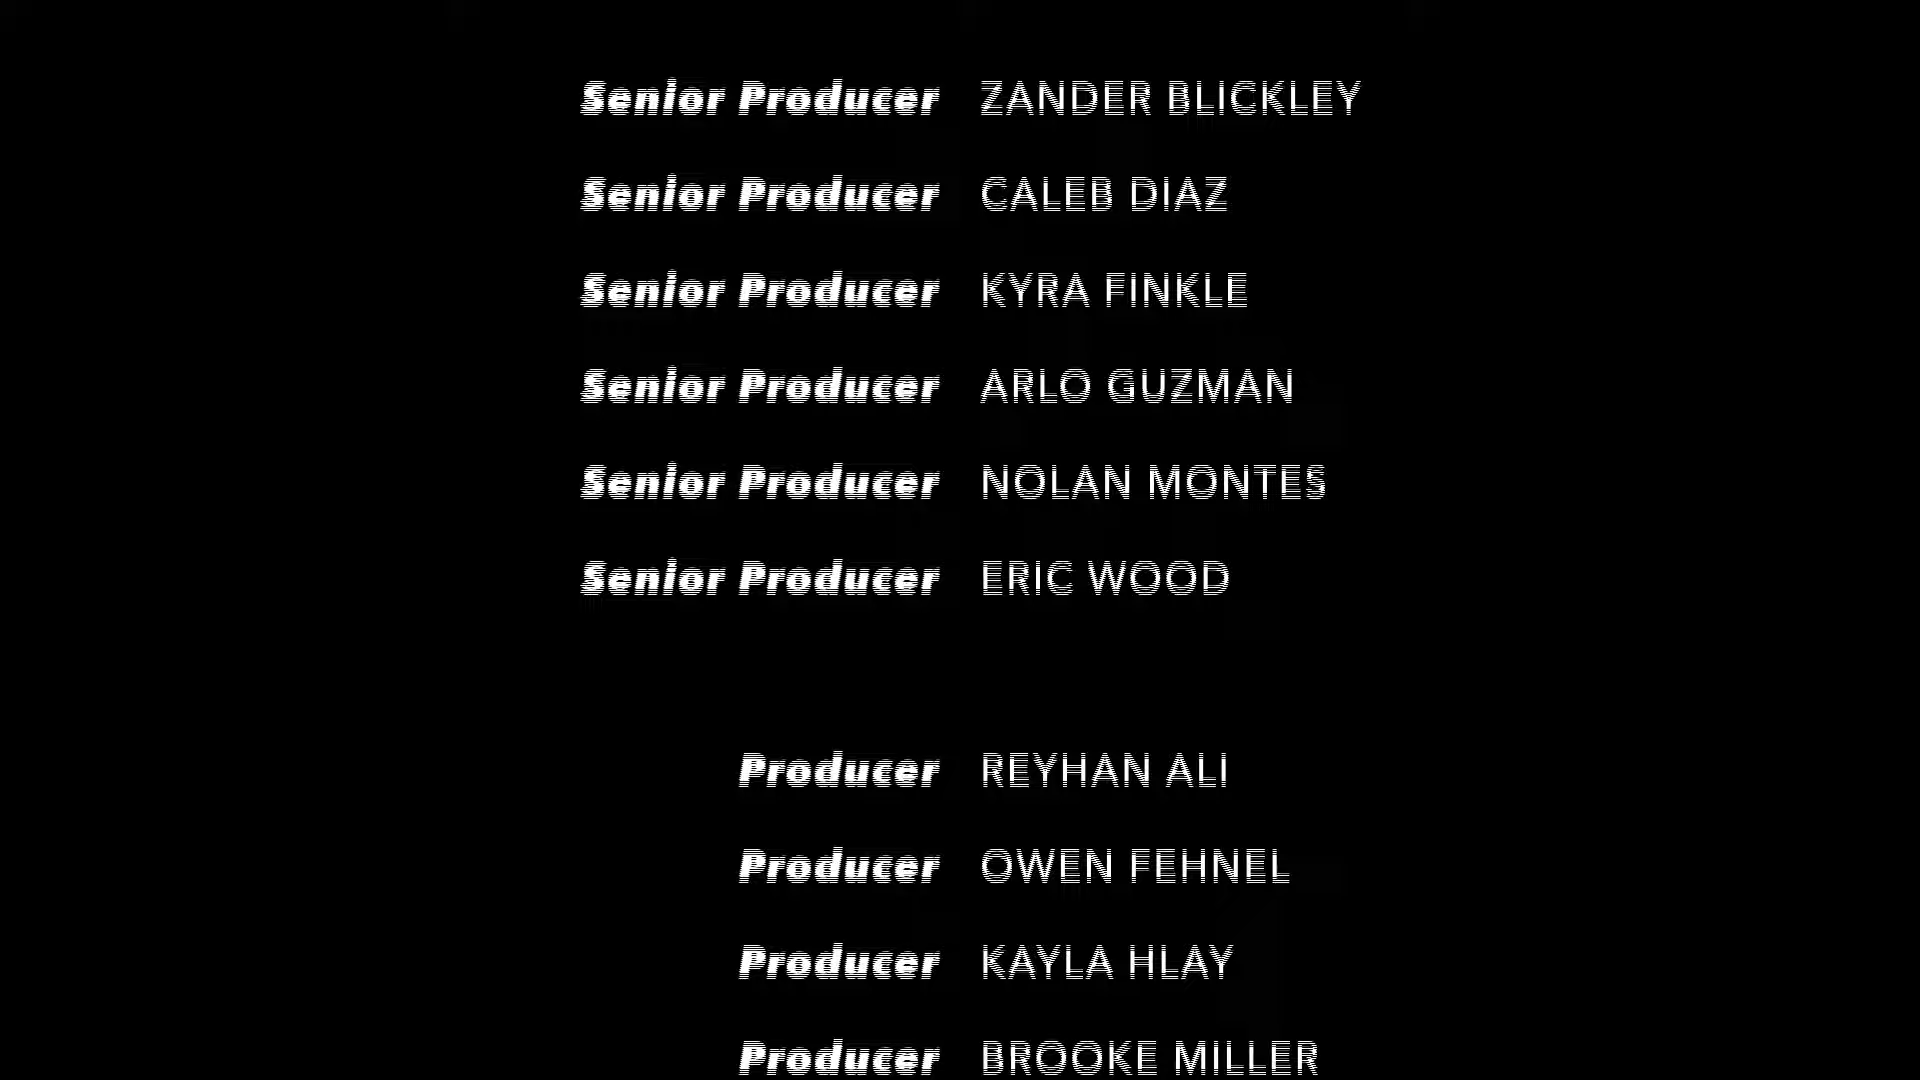 Senior Producer ZANDER BLICKLEY
Senior Producer CALEB DIAZ
Senior Producer KYRA FINKLE
Senior Producer ARLO GUZMAN
Senior Producer NOLAN MONTES
Senior Producer ERIC WOOD
Producer REYHAN ALI
Producer OWEN FEHNEL
Producer KAYLA HLAY
Producer BROOKE MILLER